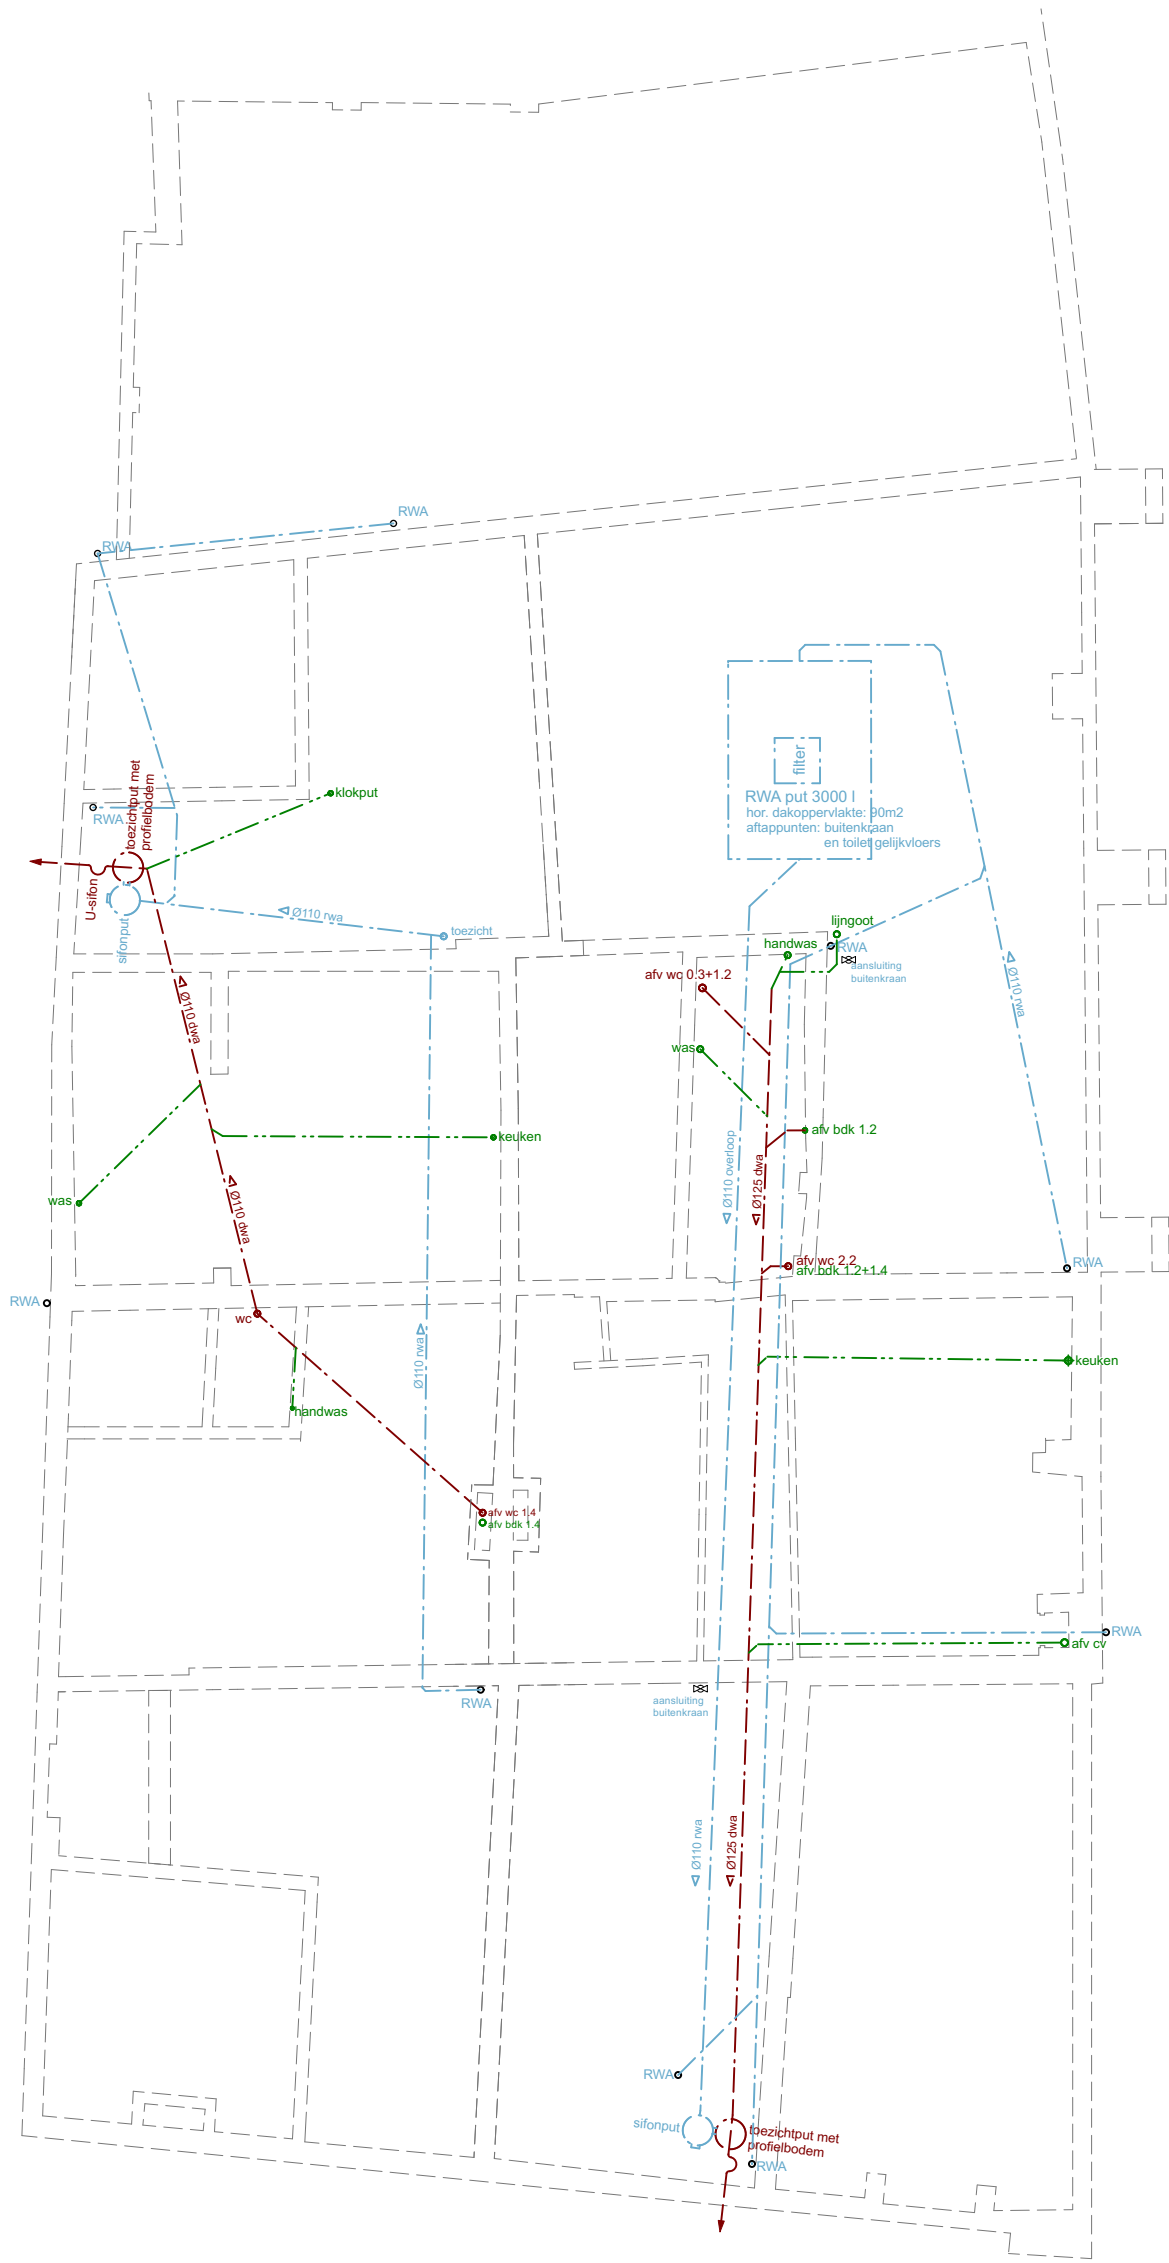 RWA
RWA
filter
RWA put 3000 l
hor. dakoppervlakte: 90m2
aftappunten: buitenkraan
en toilet gelijkvloers
toezichtput met
profielbodem
klokput
RWA
U-sifon
sifonput
Ø110 rwa
toezicht
lijngoot
handwas
RWA
aansluiting
buitenkraan
afv wc 0.3+1.2
Ø110 dwa
Ø110 rwa
was
afv bdk 1.2
keuken
Ø110 overloop
Ø125 dwa
was
Ø110 dwa
afv wc 2.2
afv bdk 1.2+1.4
RWA
RWA
wc
Ø110 rwa
keuken
handwas
afv wc 1.4
afv bdk 1.4
RWA
afv cv
RWA
aansluiting
buitenkraan
Ø110 rwa
Ø125 dwa
RWA
sifonput
toezichtput met
profielbodem
RWA